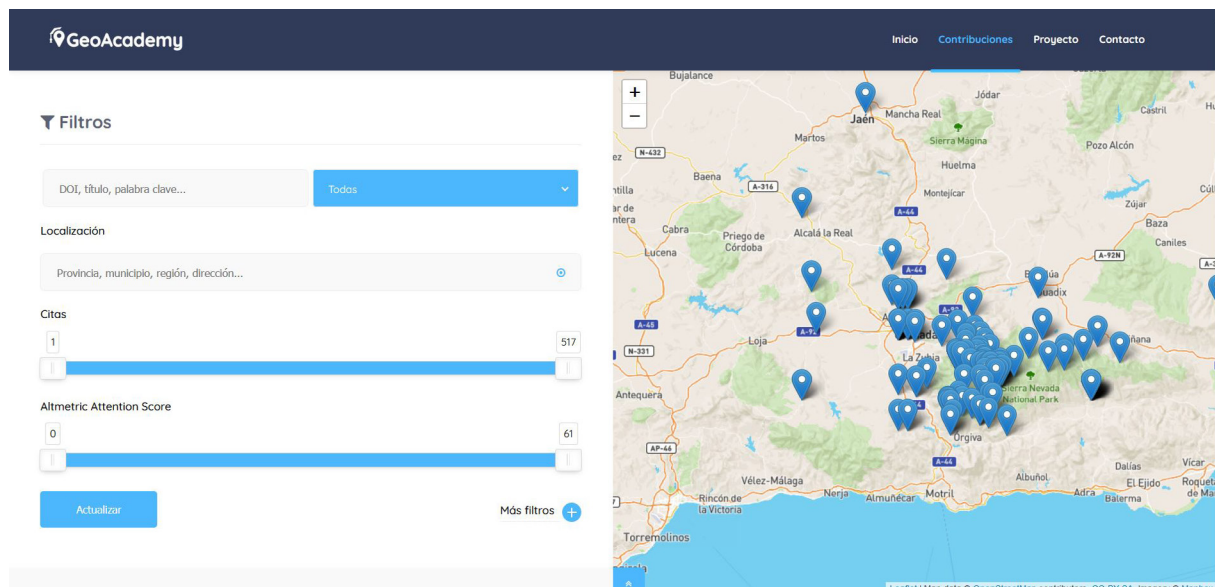 GeoAcademy
Inicio Contribuciones Proyecto Contacto
Filtros
DOI, título, palabra clave...
Todos
Localización
Provincia, municipio, región, dirección...
Citas
1
517
Altmetric Attention Score
0
61
Actualizar
Más filtros
+
−
Bujalance
Jaén
Mancha Real
Jódar
Castril
Martos
Sierra Mágina
Pozo Alcón
N-432
Huelma
Baena
A-316
Montejícar
Zújar
A-44
Baza
Cabra
Priego de
Córdoba
Alcalá la Real
Lucena
Caniles
A-92N
A-44
A-45
Loja
N-331
La Zubia
Antequera
Sierra Nevada
National Park
Órgiva
AP-46
A-44
Dalías
Vícar
Vélez-Málaga
Albuñol
El Ejido
Rincón de
la Victoria
Nerja
Almuñécar
Motril
Adra
Balerma
Torremolinos